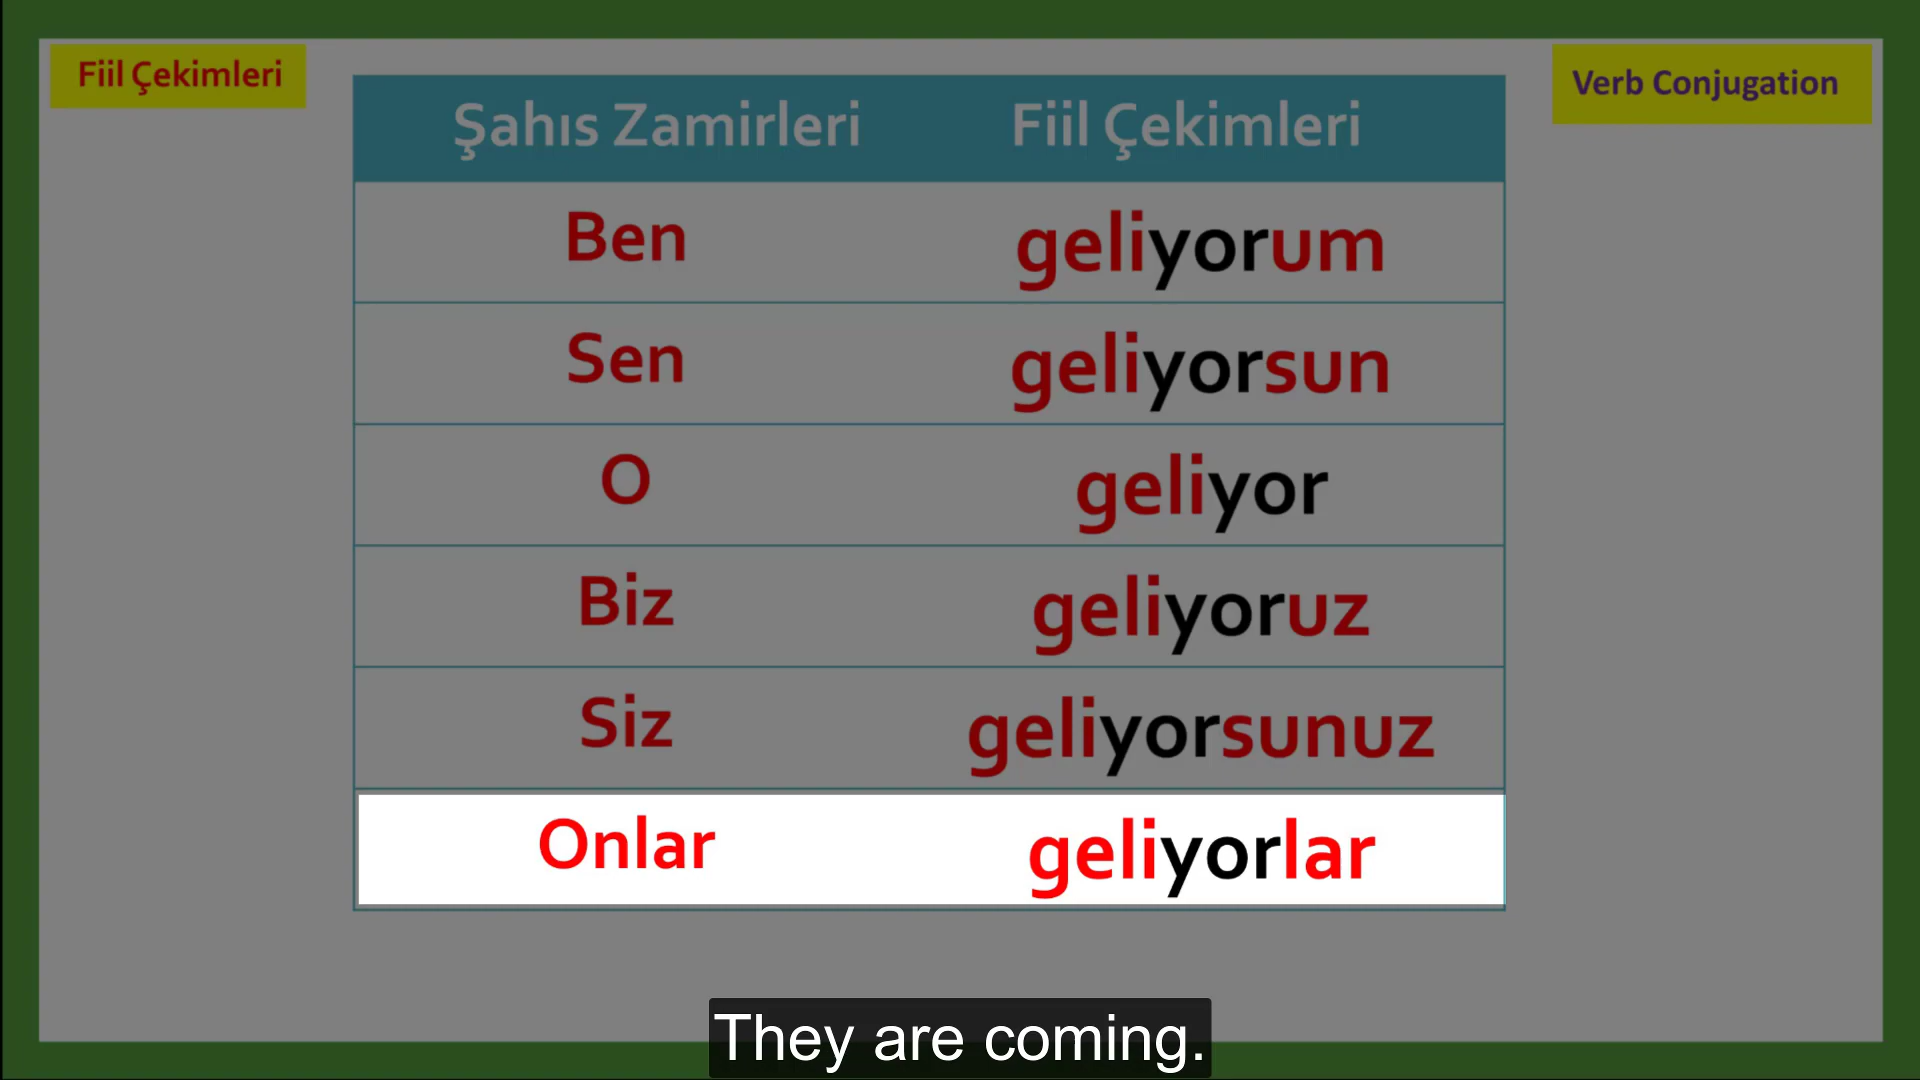 Fiil Çekimleri
Verb Conjugation
Şahıs Zamirleri Fiil Çekimleri
Ben geliyorum
Sen geliyorsun
O geliyor
Biz geliyoruz
Siz geliyorsunuz
Onlar geliyorlar
They are coming.